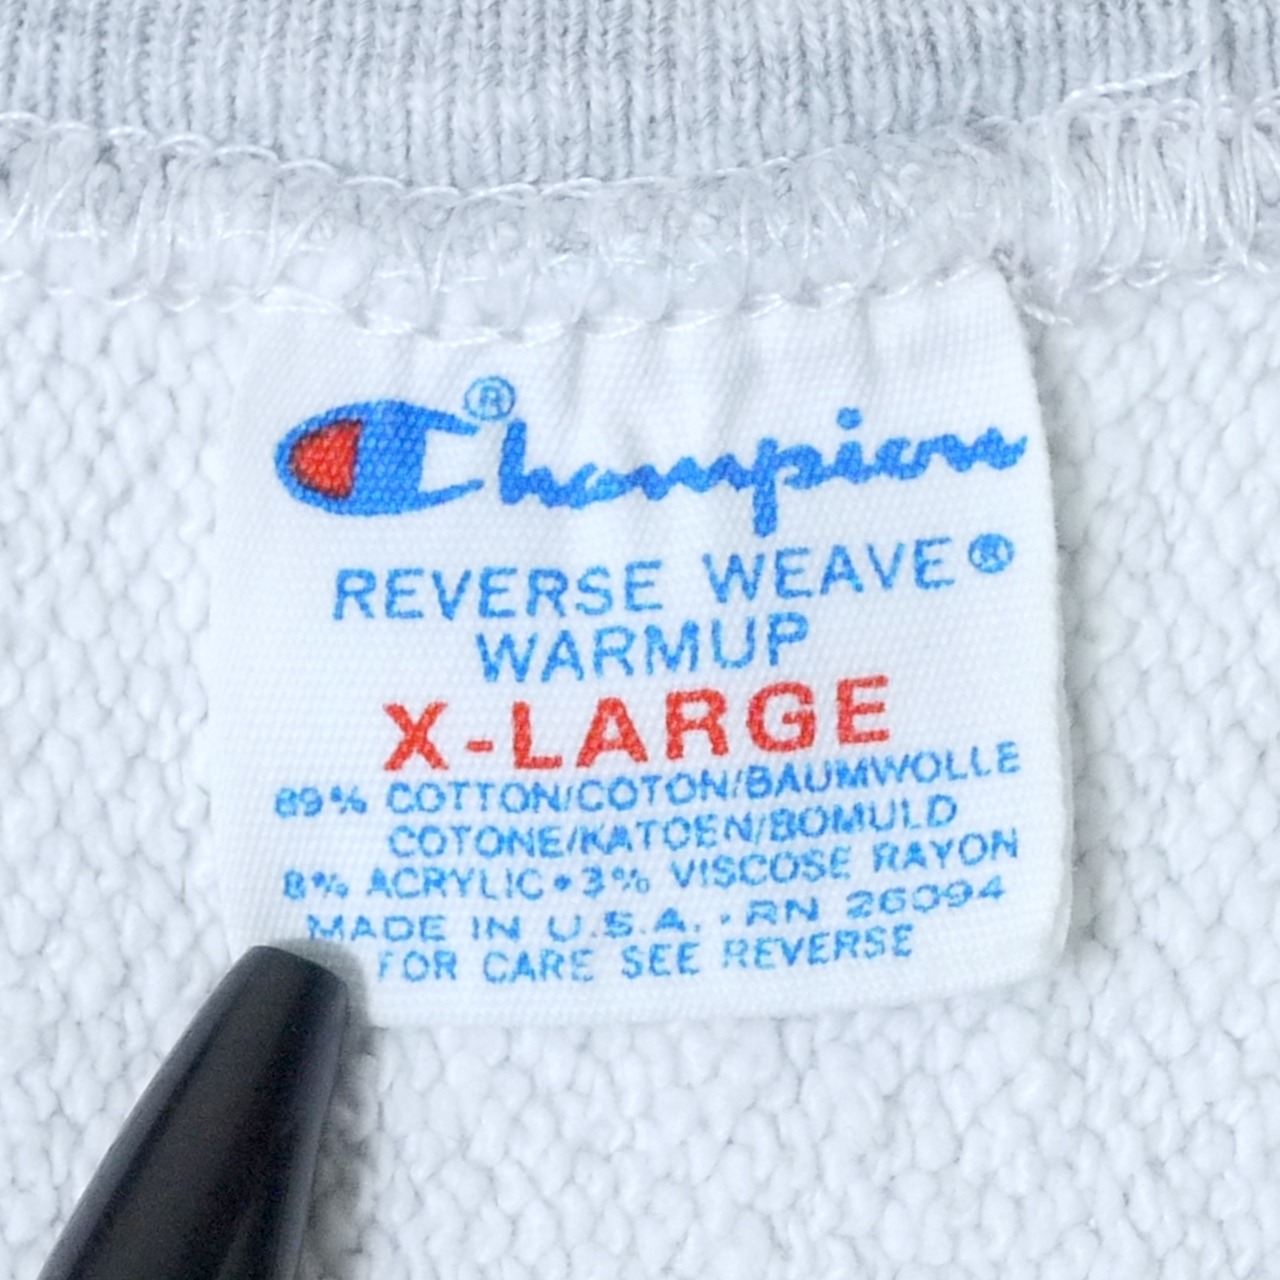 Champion®
REVERSE WEAVE®
WARMUP
X-LARGE
89% COTTON/COTON/BAUMWOLLE
COTONE/KATOEN/BOMULD
8% ACRYLIC•3% VISCOSE RAYON
MADE IN U.S.A. · RN 26094
FOR CARE SEE REVERSE